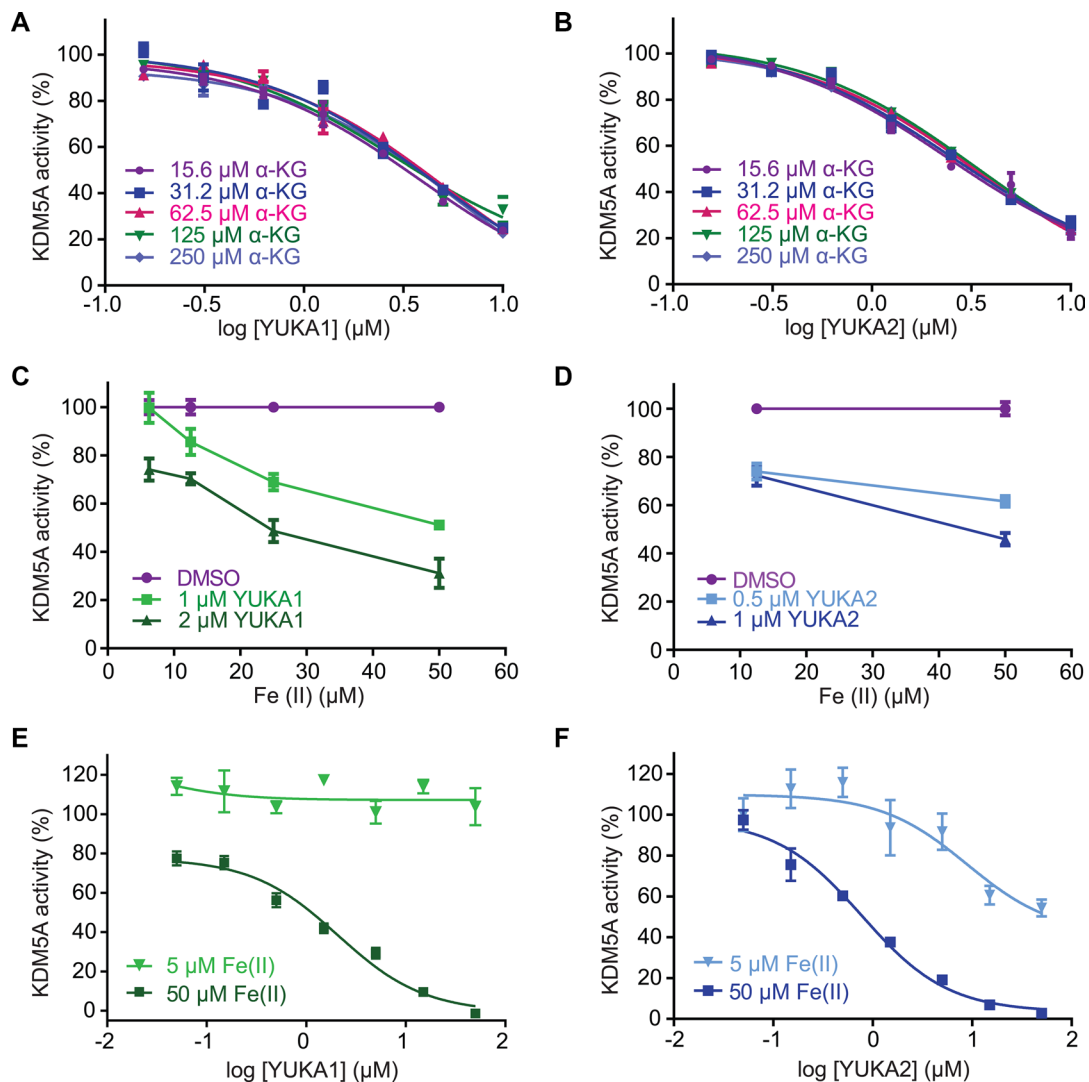 A
KDM5A activity (%)
100
80
60
40
20
0
15.6 µM α-KG
31.2 µM α-KG
62.5 µM α-KG
125 µM α-KG
250 µM α-KG
-1.0
-0.5
0.0
0.5
1.0
log [YUKA1] (µM)
B
KDM5A activity (%)
100
80
60
40
20
0
15.6 µM α-KG
31.2 µM α-KG
62.5 µM α-KG
125 µM α-KG
250 µM α-KG
-1.0
-0.5
0.0
0.5
1.0
log [YUKA2] (µM)
C
KDM5A activity (%)
100
80
60
40
20
0
DMSO
1 µM YUKA1
2 µM YUKA1
0
10
20
30
40
50
60
Fe (II) (µM)
D
KDM5A activity (%)
100
80
60
40
20
0
DMSO
0.5 µM YUKA2
1 µM YUKA2
0
10
20
30
40
50
60
Fe (II) (µM)
E
KDM5A activity (%)
120
100
80
60
40
20
0
5 µM Fe(II)
50 µM Fe(II)
-2
-1
0
1
2
log [YUKA1] (µM)
F
KDM5A activity (%)
120
100
80
60
40
20
0
5 µM Fe(II)
50 µM Fe(II)
-2
-1
0
1
2
log [YUKA2] (µM)